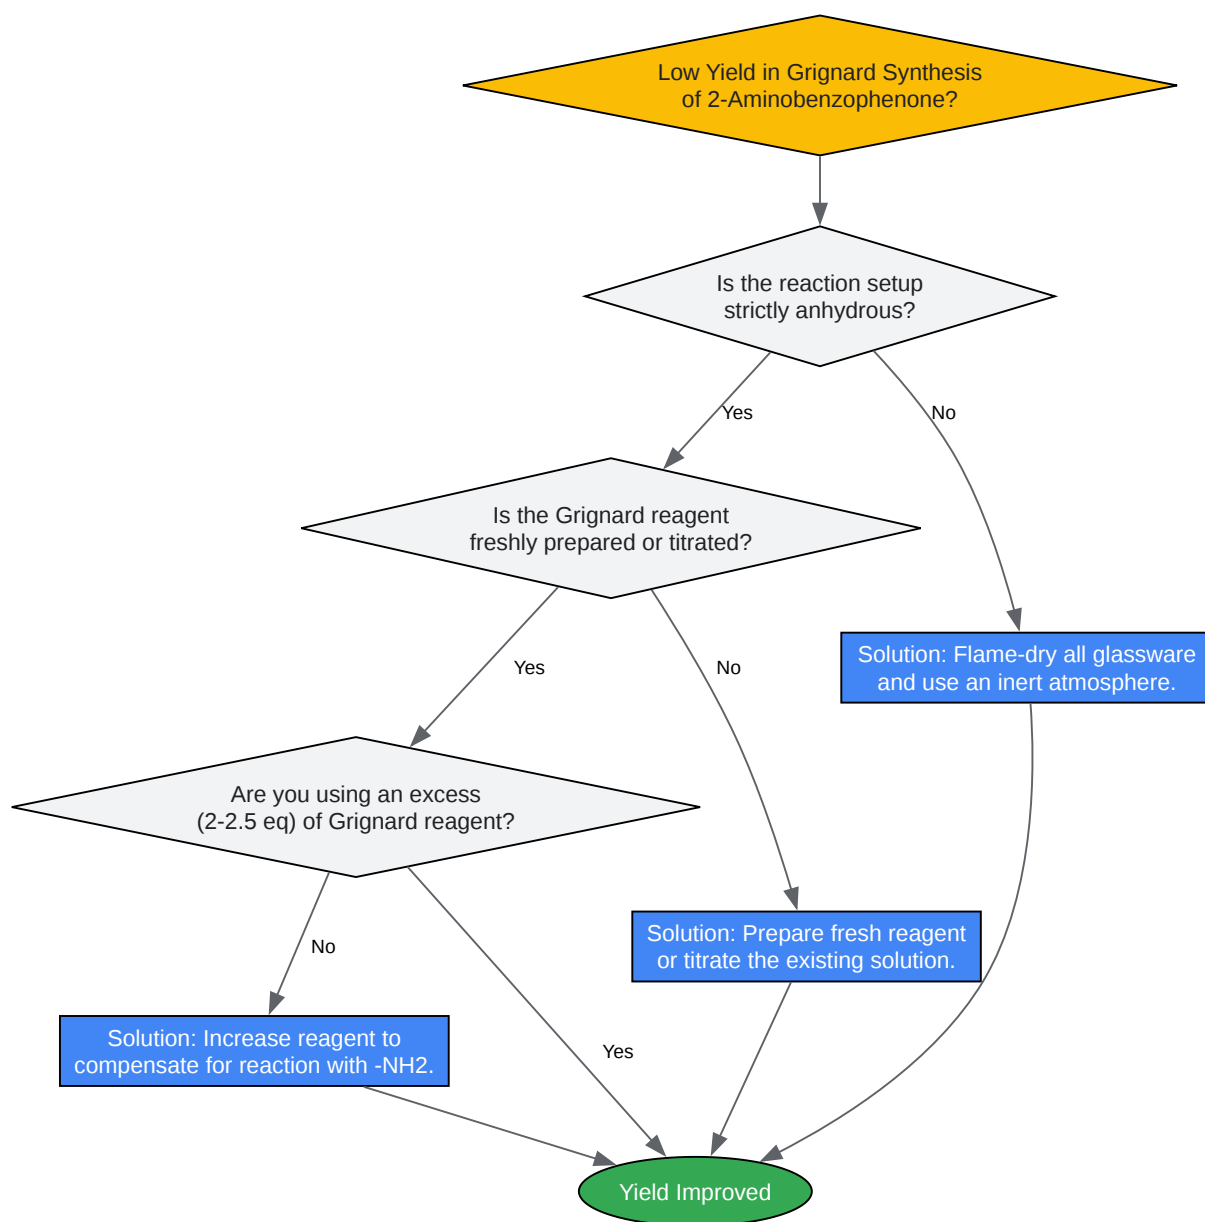 Low Yield in Grignard Synthesis
of 2-Aminobenzophenone?
Is the reaction setup
strictly anhydrous?
Yes
No
Is the Grignard reagent
freshly prepared or titrated?
Solution: Flame-dry all glassware
and use an inert atmosphere.
Yes
No
Are you using an excess
(2-2.5 eq) of Grignard reagent?
Solution: Prepare fresh reagent
or titrate the existing solution.
No
Yes
Solution: Increase reagent to
compensate for reaction with -NH2.
Yield Improved